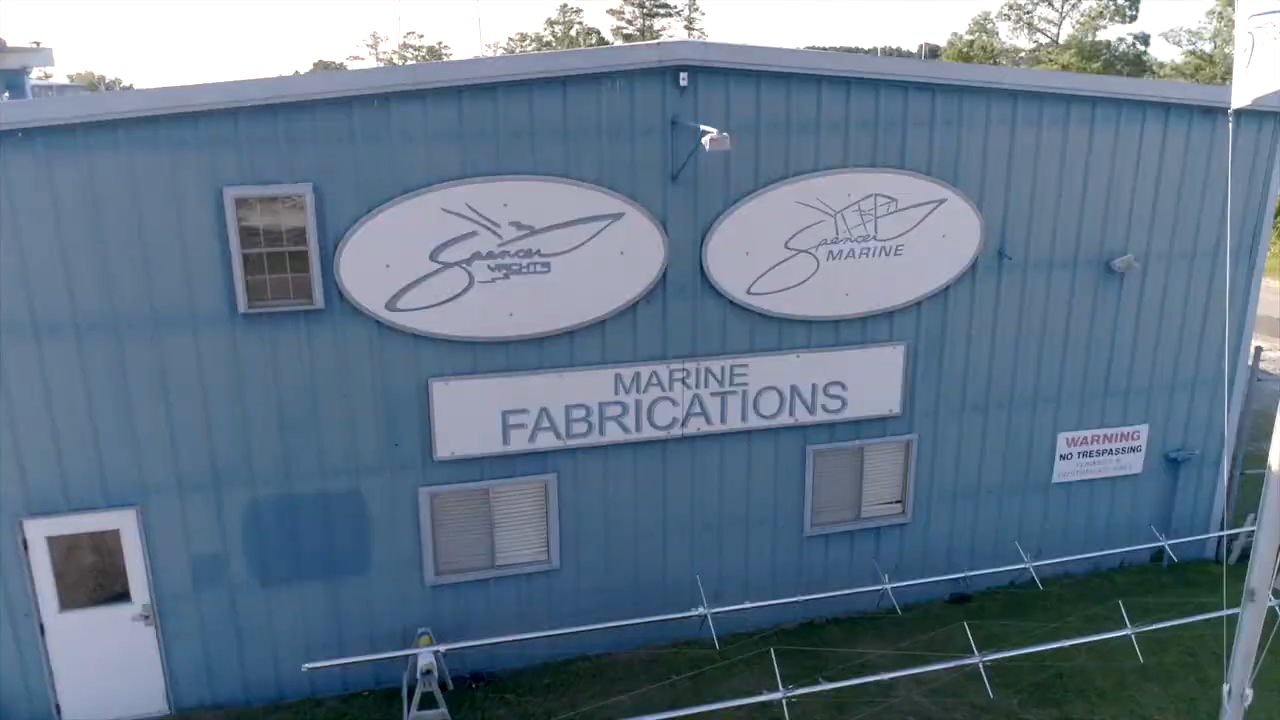 Spencer
YACHTS
Spencer
MARINE
MARINE
FABRICATIONS
WARNING
NO TRESPASSING